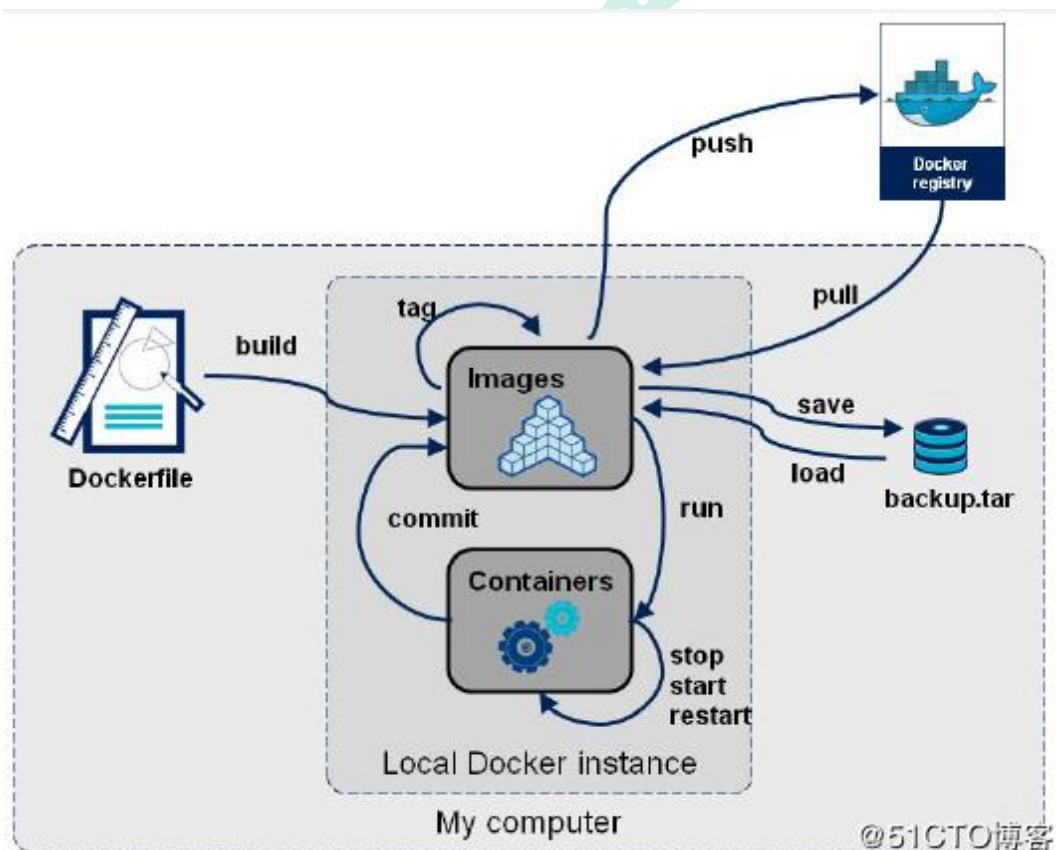 push
Docker
registry
pull
tag
build
Images
save
load
backup.tar
Dockerfile
commit
run
Containers
stop
start
restart
Local Docker instance
My computer
@51CTO博客